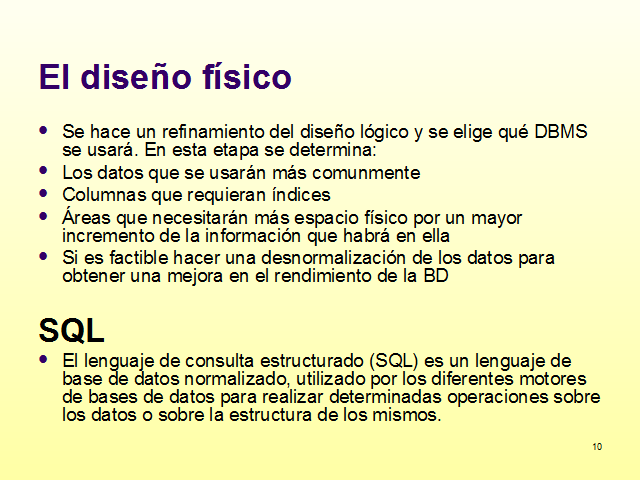 El diseño físico
• Se hace un refinamiento del diseño lógico y se elige qué DBMS
se usará. En esta etapa se determina:
• Los datos que se usarán más comunmente
• Columnas que requieran índices
• Áreas que necesitarán más espacio físico por un mayor
incremento de la información que habrá en ella
• Si es factible hacer una desnormalización de los datos para
obtener una mejora en el rendimiento de la BD
SQL
• El lenguaje de consulta estructurado (SQL) es un lenguaje de
base de datos normalizado, utilizado por los diferentes motores
de bases de datos para realizar determinadas operaciones sobre
los datos o sobre la estructura de los mismos.
10